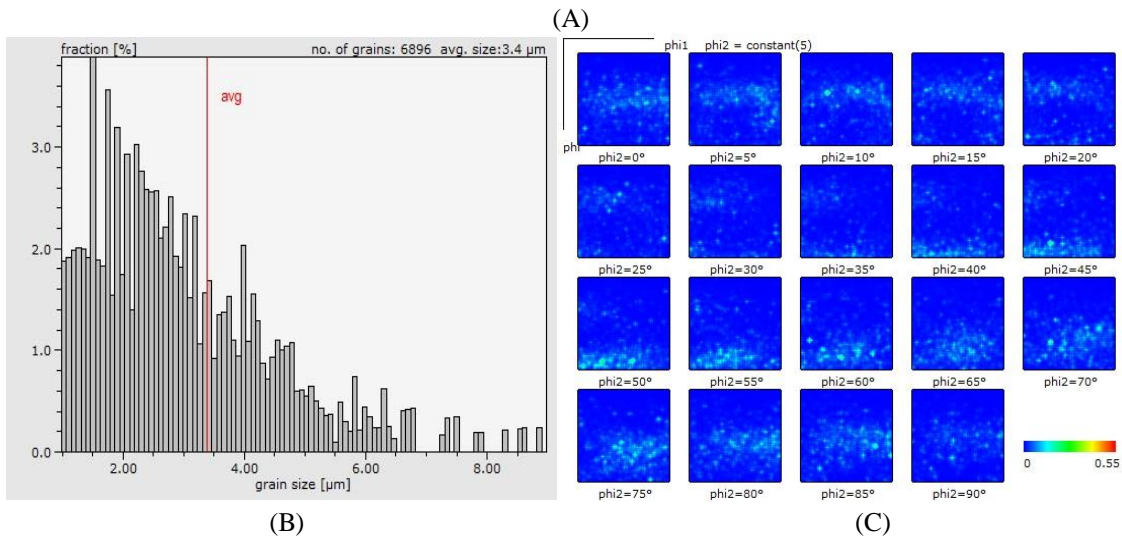 (A)
fraction [%] no. of grains: 6896 avg. size:3.4 µm
avg
3.0
2.0
1.0
0.0
2.00 4.00 6.00 8.00
grain size [µm]
(B)
phi1 phi2 = constant(5)
phi
phi2=0° phi2=5° phi2=10° phi2=15° phi2=20°
phi2=25° phi2=30° phi2=35° phi2=40° phi2=45°
phi2=50° phi2=55° phi2=60° phi2=65° phi2=70°
phi2=75° phi2=80° phi2=85° phi2=90°
0 0.55
(C)